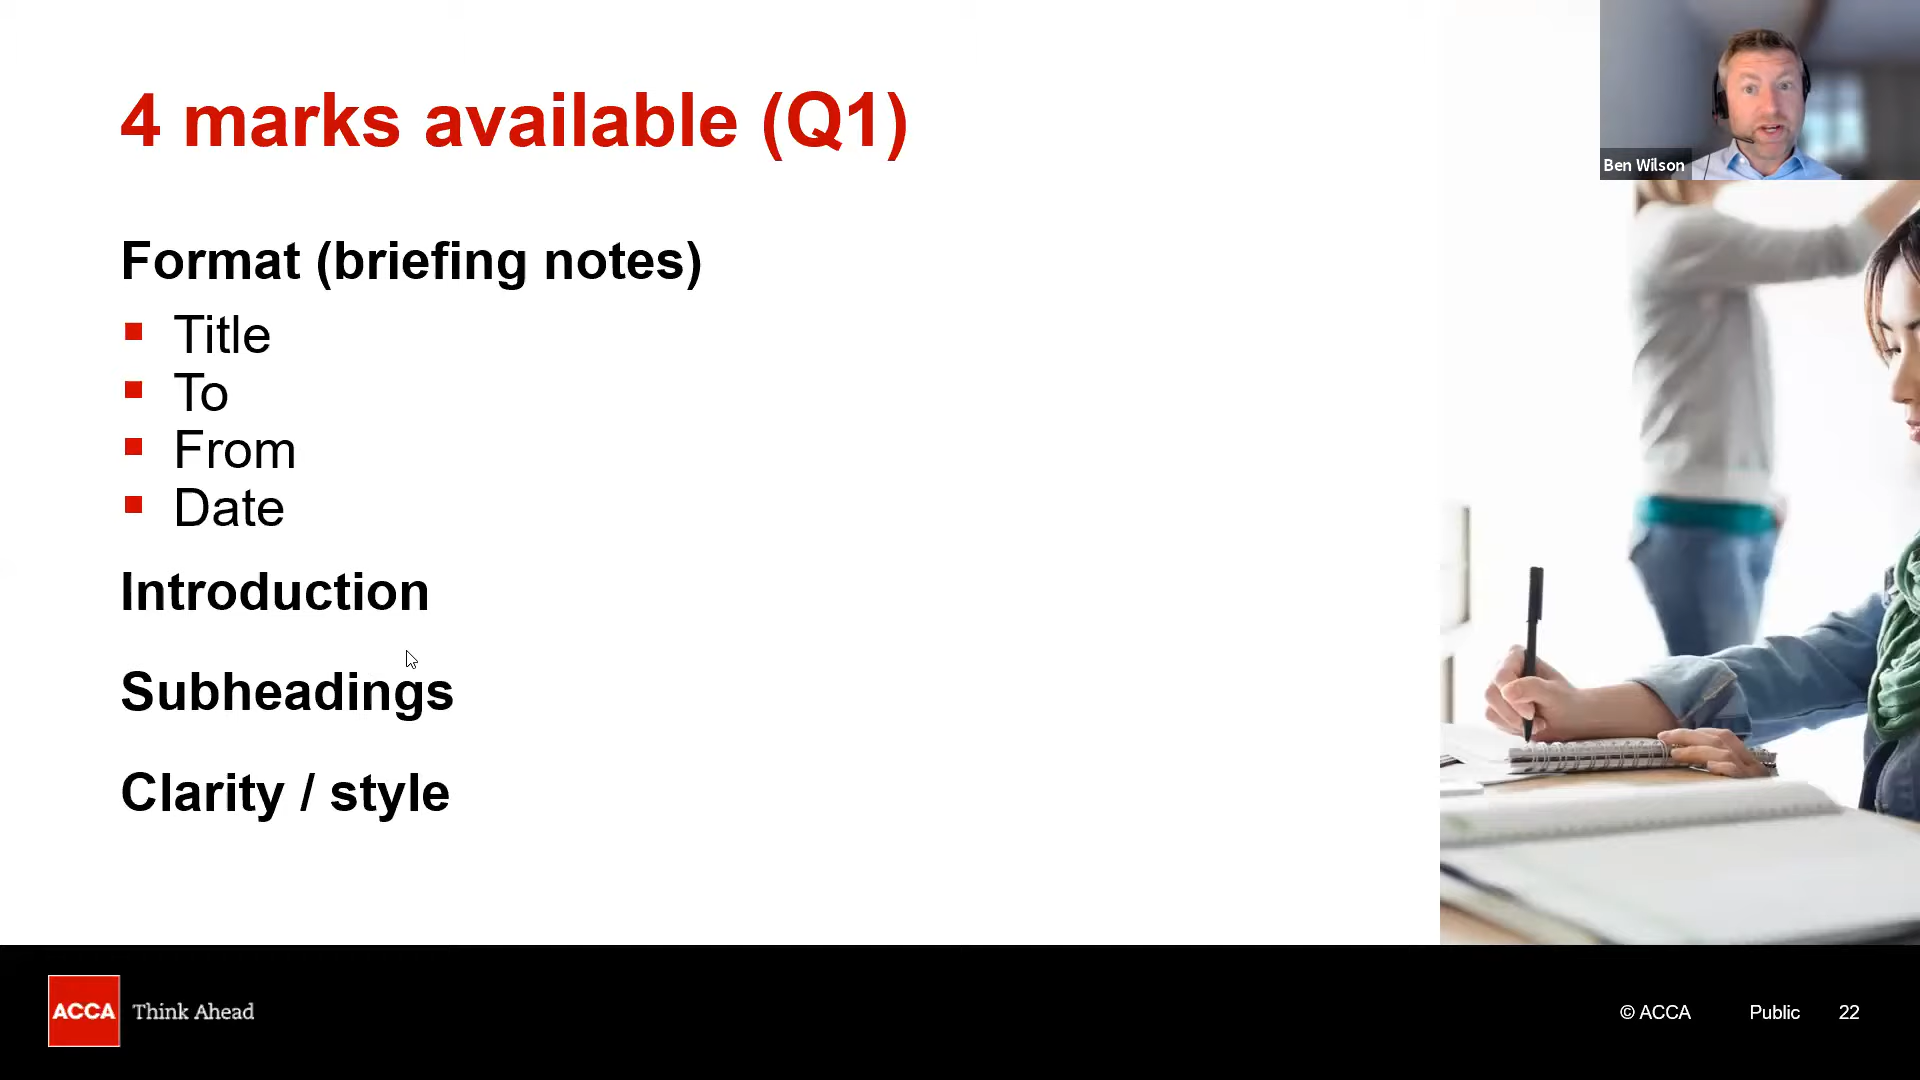 4 marks available (Q1)
Ben Wilson
Format (briefing notes)
Title
To
From
Date
Introduction
Subheadings
Clarity / style
ACCA Think Ahead
© ACCA Public 22